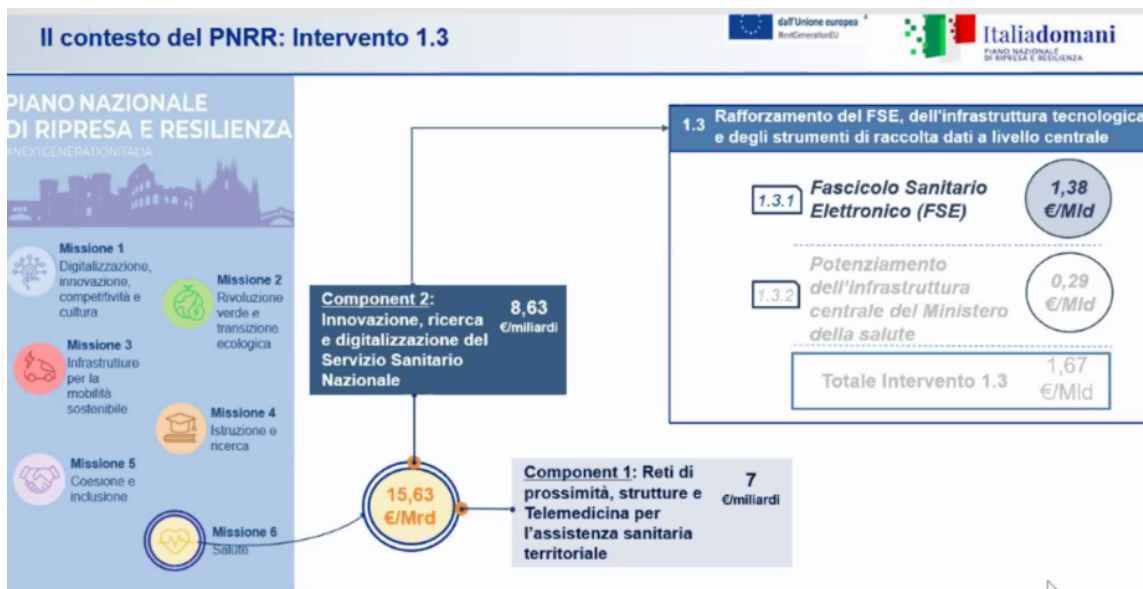 Il contesto del PNRR: Intervento 1.3
dall'Unione europea
NextGenerationEU
Italiadomani
PIANO NAZIONALE
DI RIPRESA E RESILIENZA
PIANO NAZIONALE
DI RIPRESA E RESILIENZA
#NEXTGENERATIONITALIA
Missione 1
Digitalizzazione,
innovazione,
competitività e
cultura
Missione 2
Rivoluzione
verde e
transizione
ecologica
Missione 3
Infrastrutture
per la
mobilità
sostenibile
Missione 4
Istruzione e
ricerca
Missione 5
Coesione e
inclusione
Missione 6
Salute
15,63
€/Mrd
Component 2:
Innovazione, ricerca
e digitalizzazione del
Servizio Sanitario
Nazionale
8,63
€/miliardi
Component 1: Reti di
prossimità, strutture e
Telemedicina per
l'assistenza sanitaria
territoriale
7
€/miliardi
1.3 Rafforzamento del FSE, dell'infrastruttura tecnologica
e degli strumenti di raccolta dati a livello centrale
1.3.1
Fascicolo Sanitario
Elettronico (FSE)
1,38
€/Mld
1.3.2
Potenziamento
dell'infrastruttura
centrale del Ministero
della salute
0,29
€/Mld
Totale Intervento 1.3
1,67
€/Mld